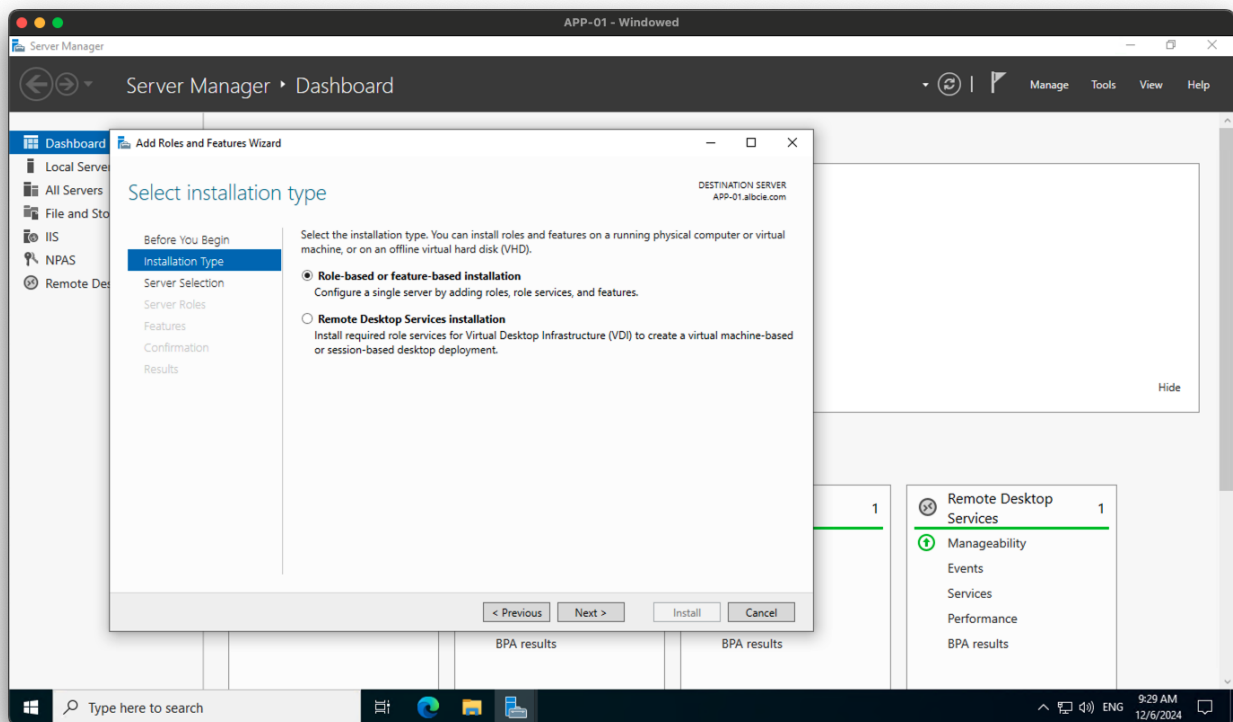 APP-01 - Windowed
Server Manager
Server Manager ‣ Dashboard
Manage
Tools
View
Help
Dashboard
Local Server
All Servers
File and Sto
IIS
NPAS
Remote Des
Add Roles and Features Wizard
Select installation type
DESTINATION SERVER
APP-01.albcie.com
Before You Begin
Installation Type
Server Selection
Server Roles
Features
Confirmation
Results
Select the installation type. You can install roles and features on a running physical computer or virtual
machine, or on an offline virtual hard disk (VHD).
Role-based or feature-based installation
Configure a single server by adding roles, role services, and features.
Remote Desktop Services installation
Install required role services for Virtual Desktop Infrastructure (VDI) to create a virtual machine-based
or session-based desktop deployment.
< Previous
Next >
Install
Cancel
Hide
1
Remote Desktop
Services
1
Manageability
Events
Services
Performance
BPA results
BPA results
BPA results
Type here to search
ENG
9:29 AM
12/6/2024